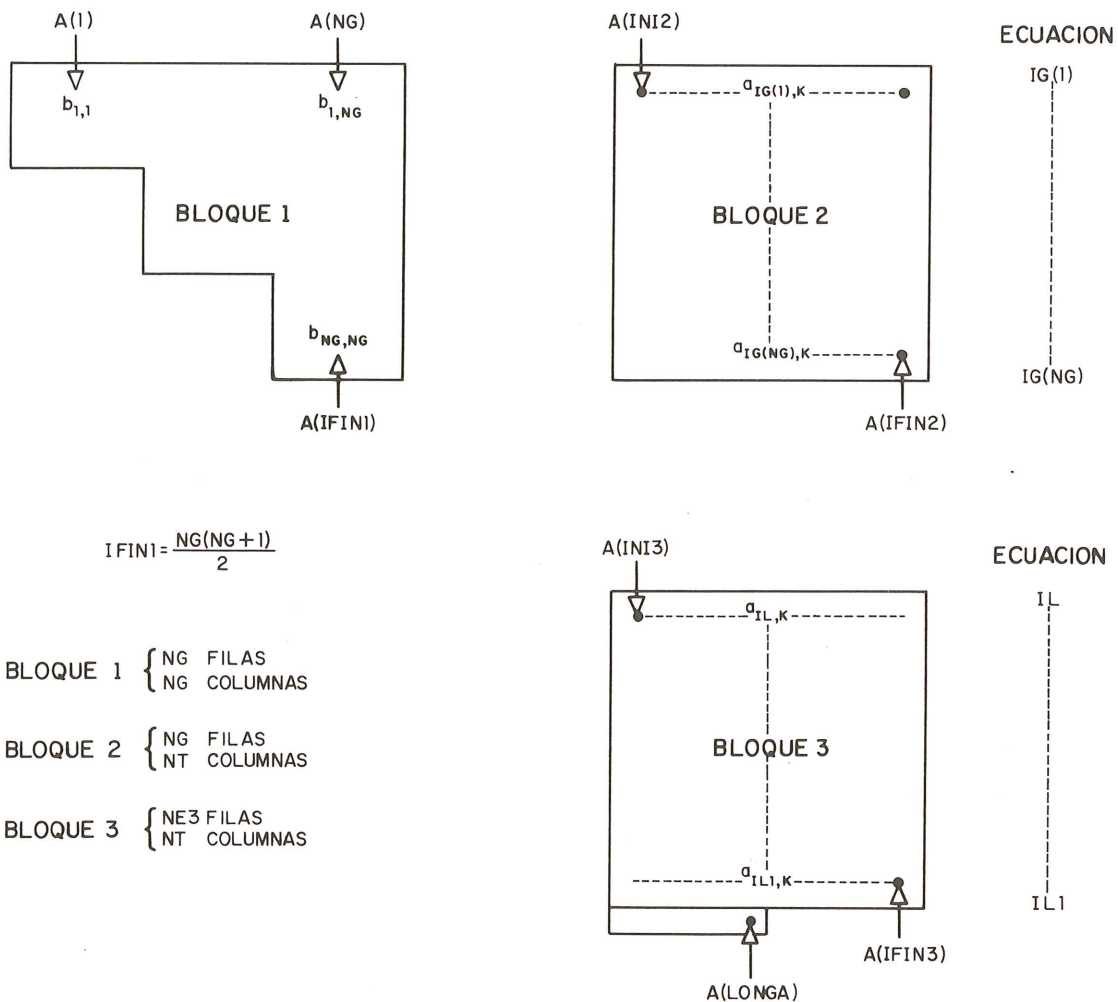 A(1)
A(NG)
b1,1
b1,NG
BLOQUE 1
bNG,NG
A(IFIN1)
A(INI2)
ECUACION
IG(1)
aIG(1),K
BLOQUE 2
aIG(NG),K
IG(NG)
A(IFIN2)
IFIN1 = NG(NG+1)
2
BLOQUE 1 { NG FILAS
NG COLUMNAS
BLOQUE 2 { NG FILAS
NT COLUMNAS
BLOQUE 3 { NE3 FILAS
NT COLUMNAS
A(INI3)
ECUACION
IL
aIL,K
BLOQUE 3
aIL1,K
IL1
A(IFIN3)
A(LONGA)